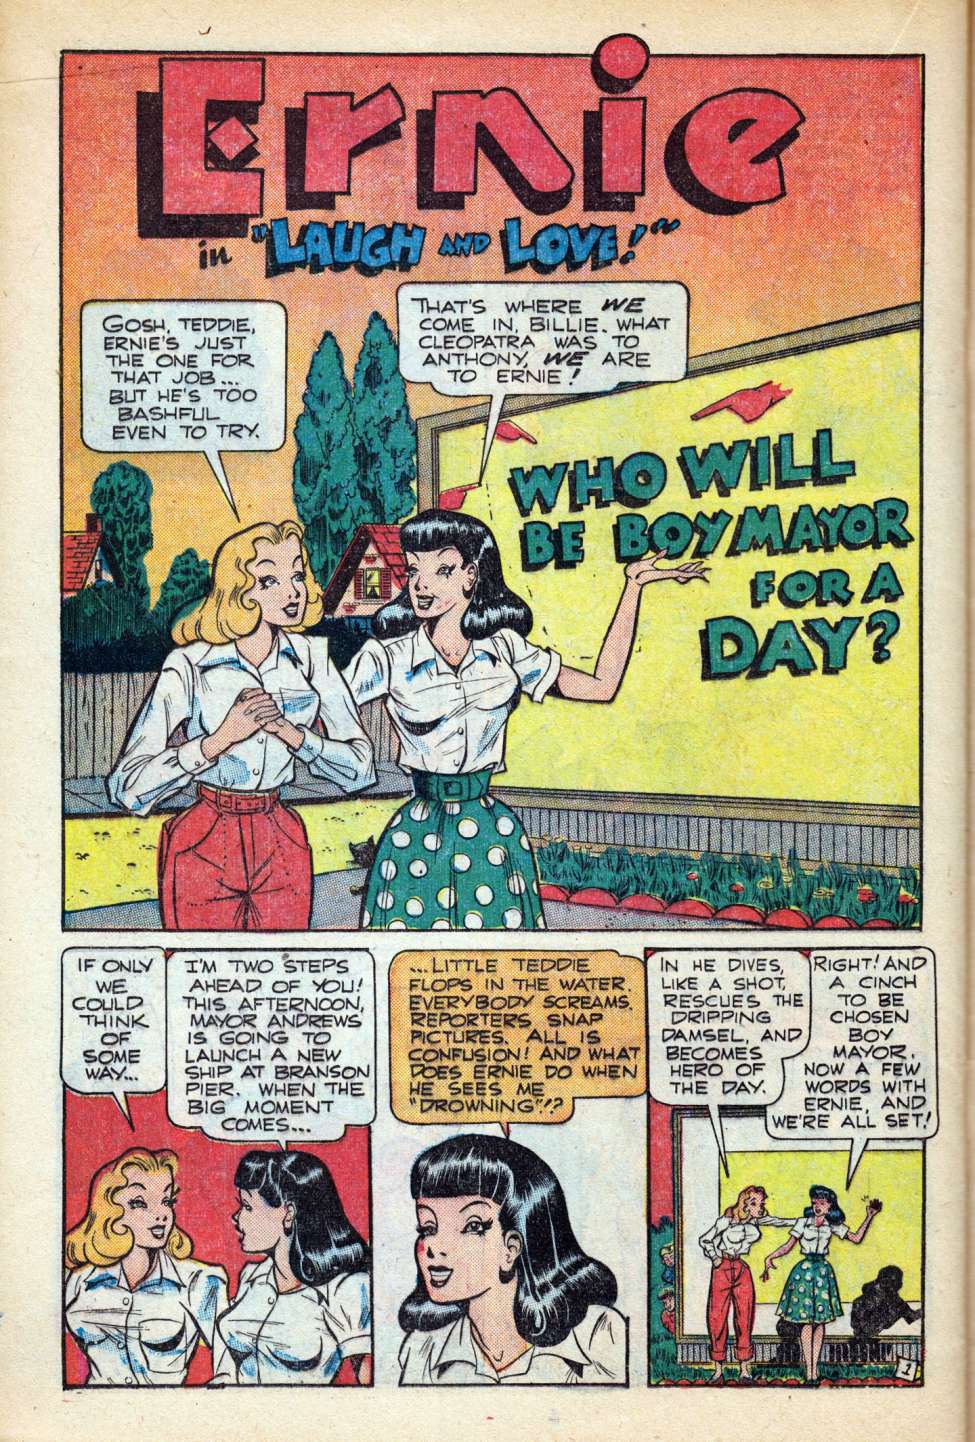 Ernie
in "LAUGH AND LOVE!"
GOSH, TEDDIE,
ERNIE'S JUST
THE ONE FOR
THAT JOB...
BUT HE'S TOO
BASHFUL
EVEN TO TRY.
THAT'S WHERE WE
COME IN, BILLIE. WHAT
CLEOPATRA WAS TO
ANTHONY, WE ARE
TO ERNIE!
WHO WILL
BE BOY MAYOR
FOR A
DAY?
IF ONLY
WE
COULD
THINK
OF
SOME
WAY...
I'M TWO STEPS
AHEAD OF YOU!
THIS AFTERNOON,
MAYOR ANDREWS
IS GOING TO
LAUNCH A NEW
SHIP AT BRANSON
PIER. WHEN THE
BIG MOMENT
COMES...
...LITTLE TEDDIE
FLOPS IN THE WATER.
EVERYBODY SCREAMS.
REPORTERS SNAP
PICTURES. ALL IS
CONFUSION! AND WHAT
DOES ERNIE DO WHEN
HE SEES ME
"DROWNING"!?
IN HE DIVES,
LIKE A SHOT,
RESCUES THE
DRIPPING
DAMSEL, AND
BECOMES
HERO OF
THE DAY.
RIGHT! AND
A CINCH
TO BE
CHOSEN
BOY
MAYOR.
NOW A FEW
WORDS WITH
ERNIE, AND
WE'RE ALL SET!
1